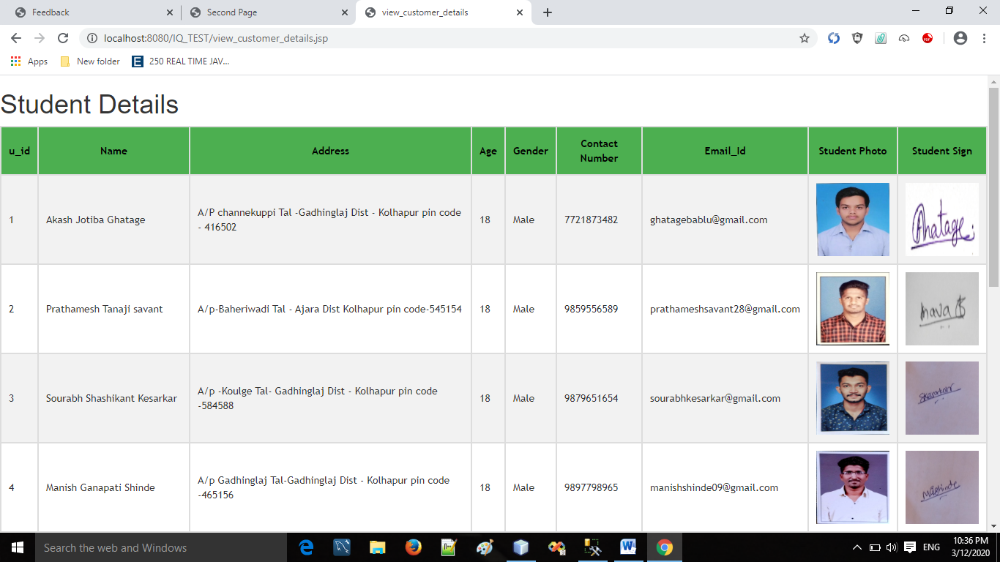 Feedback
Second Page
view_customer_details
localhost:8080/IQ_TEST/view_customer_details.jsp
Apps
New folder
250 REAL TIME JAV...
Student Details
u_id Name Address Age Gender Contact Number Email_Id Student Photo Student Sign
1 Akash Jotiba Ghatage A/P channekuppi Tal -Gadhinglaj Dist - Kolhapur pin code
- 416502 18 Male 7721873482 ghatagebablu@gmail.com Ghatage
2 Prathamesh Tanaji savant A/p-Baheriwadi Tal - Ajara Dist Kolhapur pin code-545154 18 Male 9859556589 prathameshsavant28@gmail.com
3 Sourabh Shashikant Kesarkar A/p -Koulge Tal- Gadhinglaj Dist - Kolhapur pin code
-584588 18 Male 9879651654 sourabhkesarkar@gmail.com
4 Manish Ganapati Shinde A/p Gadhinglaj Tal-Gadhinglaj Dist - Kolhapur pin code
-465156 18 Male 9897798965 manishshinde09@gmail.com
Search the web and Windows
ENG
10:36 PM
3/12/2020